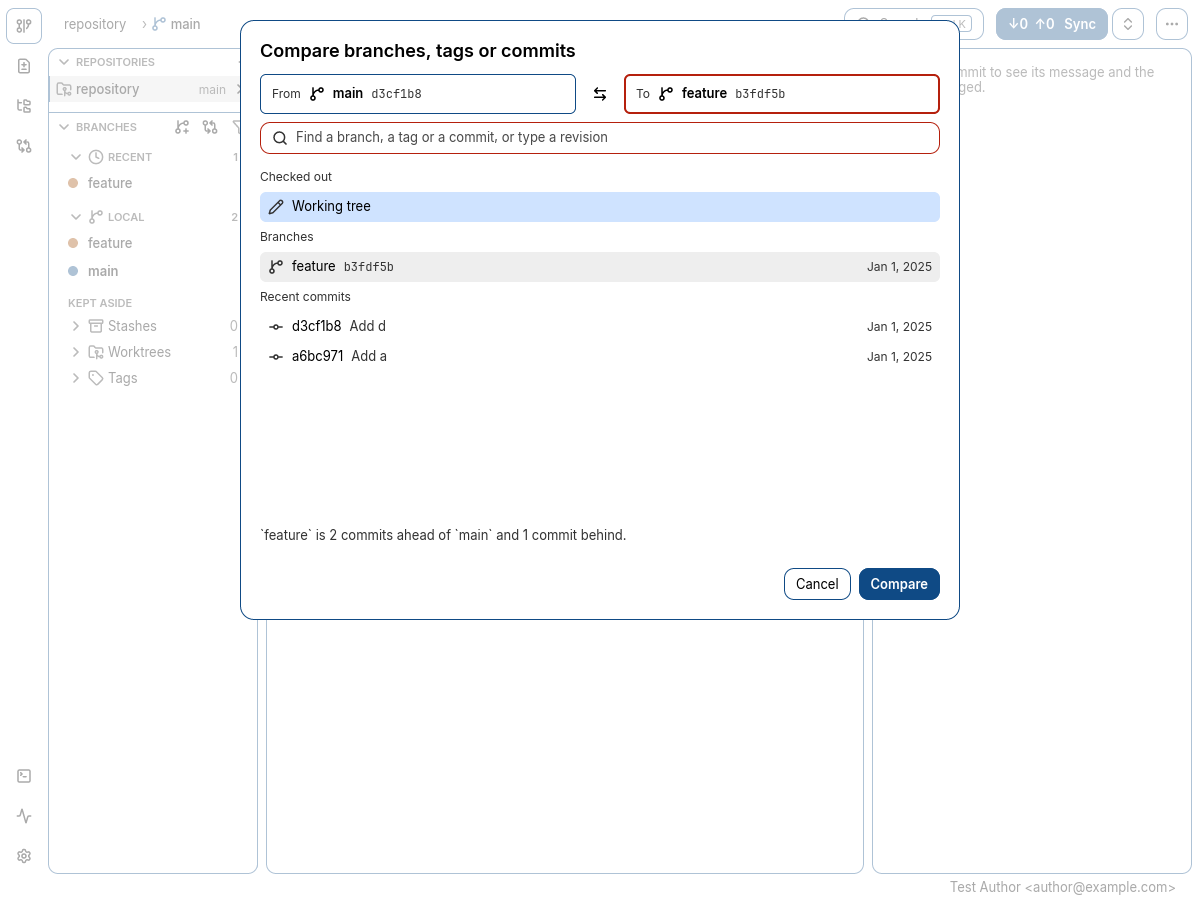 repository
main
↓0 ↑0 Sync
REPOSITORIES
repository main
BRANCHES
RECENT 1
feature
LOCAL 2
feature
main
KEPT ASIDE
Stashes 0
Worktrees 1
Tags 0
Compare branches, tags or commits
From main d3cf1b8
To feature b3fdf5b
Find a branch, a tag or a commit, or type a revision
Checked out
Working tree
Branches
feature b3fdf5b Jan 1, 2025
Recent commits
d3cf1b8 Add d Jan 1, 2025
a6bc971 Add a Jan 1, 2025
`feature` is 2 commits ahead of `main` and 1 commit behind.
Cancel
Compare
to see its message and the
Test Author <author@example.com>